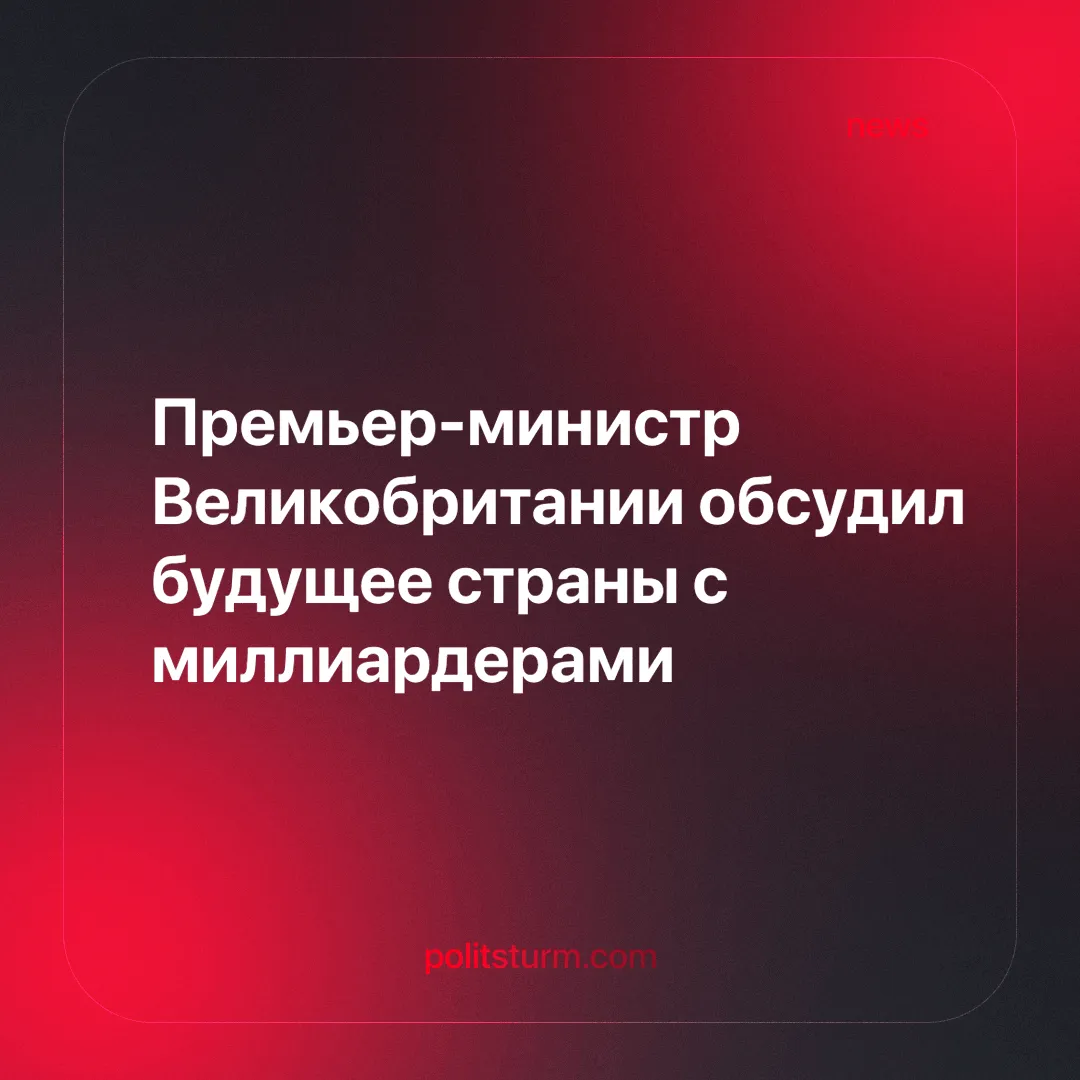 news
Премьер-министр
Великобритании обсудил
будущее страны с
миллиардерами
politsturm.com